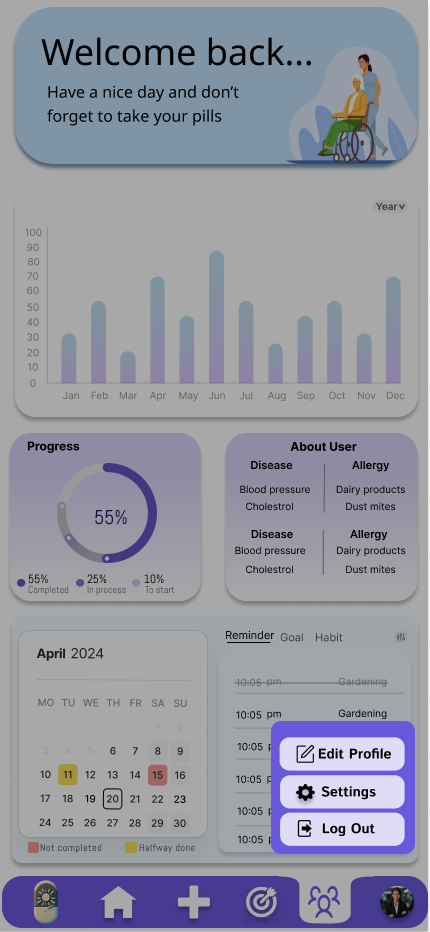 Welcome back...
Have a nice day and don't
forget to take your pills
Year
100
90
80
70
60
50
40
30
20
10
0
Jan Feb Mar Apr May Jun Jul Aug Sep Oct Nov Dec
Progress
55%
55% 25% 10%
Completed In process To start
About User
Disease Allergy
Blood pressure Dairy products
Cholestrol Dust mites
Disease Allergy
Blood pressure Dairy products
Cholestrol Dust mites
April 2024
MO TU WE TH FR SA SU
1 2
3 4 5 6 7 8 9
10 11 12 13 14 15 16
17 18 19 20 21 22 23
24 25 26 27 28 29 30
Not completed Halfway done
Reminder Goal Habit
10:05 pm Gardening
10:05 pm Gardening
10:05 p
10:05
10:05
10:05
Edit Profile
Settings
Log Out